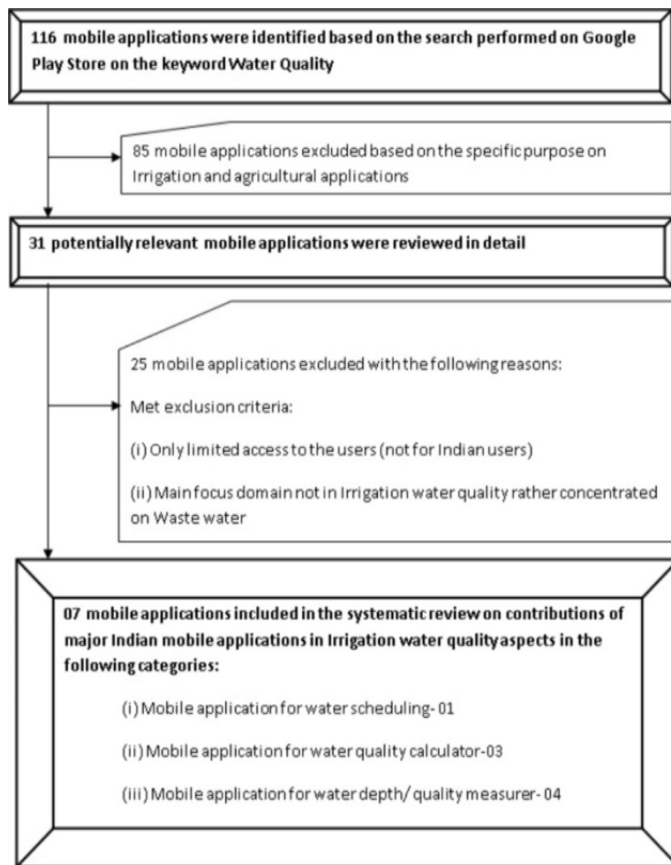 116 mobile applications were identified based on the search performed on Google
Play Store on the keyword Water Quality
85 mobile applications excluded based on the specific purpose on
Irrigation and agricultural applications
31 potentially relevant mobile applications were reviewed in detail
25 mobile applications excluded with the following reasons:
Met exclusion criteria:
(i) Only limited access to the users (not for Indian users)
(ii) Main focus domain not in Irrigation water quality rather concentrated
on Waste water
07 mobile applications included in the systematic review on contributions of
major Indian mobile applications in Irrigation water quality aspects in the
following categories:
(i) Mobile application for water scheduling- 01
(ii) Mobile application for water quality calculator-03
(iii) Mobile application for water depth/ quality measurer- 04